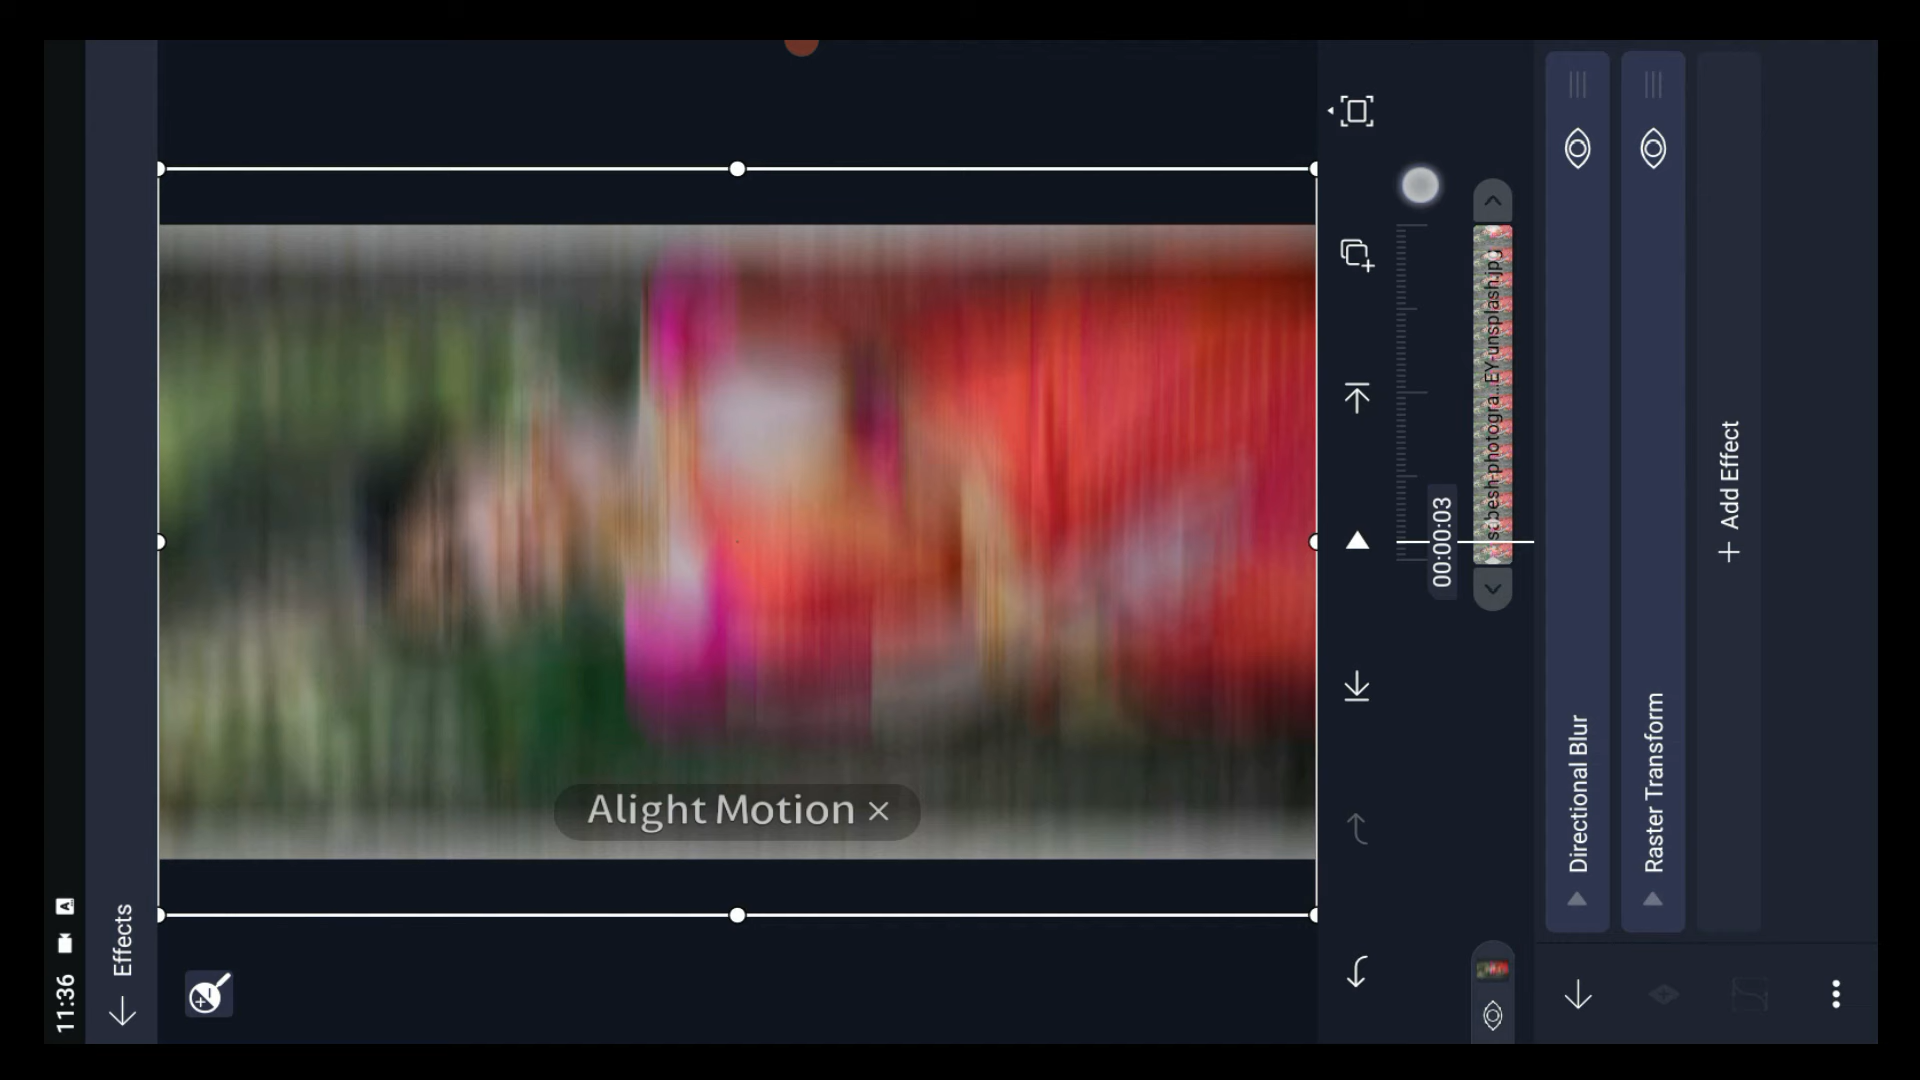 11:36
A
Effects
Alight Motion ×
00:00:03
Directional Blur
Raster Transform
+ Add Effect